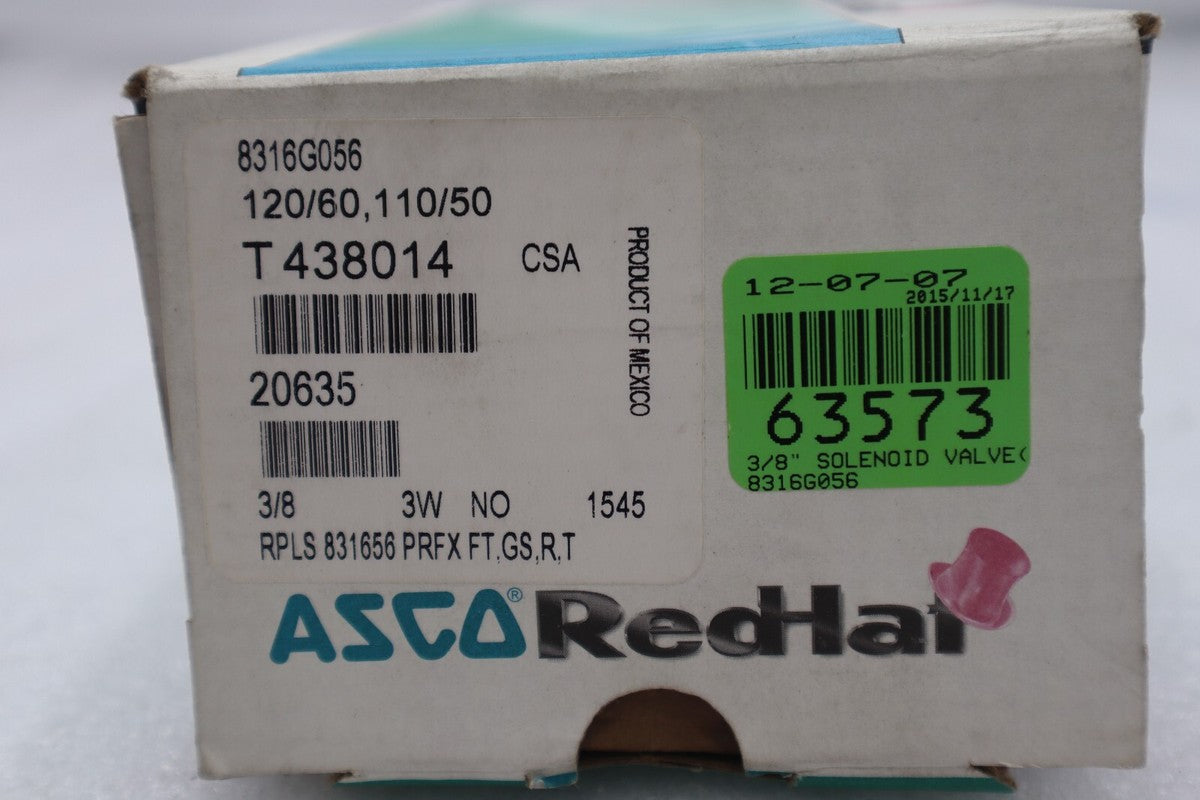 8316G056
120/60,110/50
T438014 CSA
PRODUCT OF MEXICO
20635
3/8 3W NO 1545
RPLS 831656 PRFX FT,GS,R,T
12-07-07
2015/11/17
63573
3/8" SOLENOID VALVE(
8316G056
ASCO® RedHat